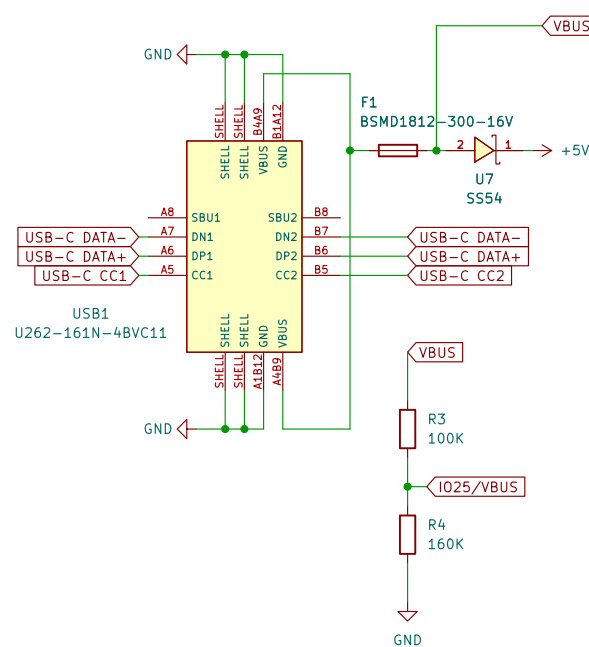 VBUS
GND
SHELL
SHELL
B4A9
B1A12
SHELL
SHELL
VBUS
GND
F1
BSMD1812-300-16V
2
1
+5V
U7
SS54
A8
SBU1
SBU2
B8
USB-C DATA-
A7
DN1
DN2
B7
USB-C DATA-
USB-C DATA+
A6
DP1
DP2
B6
USB-C DATA+
USB-C CC1
A5
CC1
CC2
B5
USB-C CC2
USB1
U262-161N-4BVC11
SHELL
SHELL
GND
VBUS
SHELL
SHELL
A1B12
A4B9
GND
VBUS
R3
100K
IO25/VBUS
R4
160K
GND